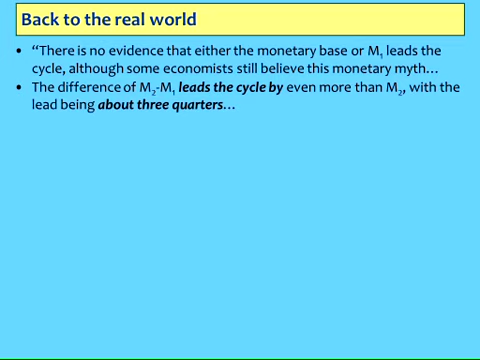 Back to the real world
• “There is no evidence that either the monetary base or M₁ leads the
cycle, although some economists still believe this monetary myth…
• The difference of M₂-M₁ leads the cycle by even more than M₂, with the
lead being about three quarters…